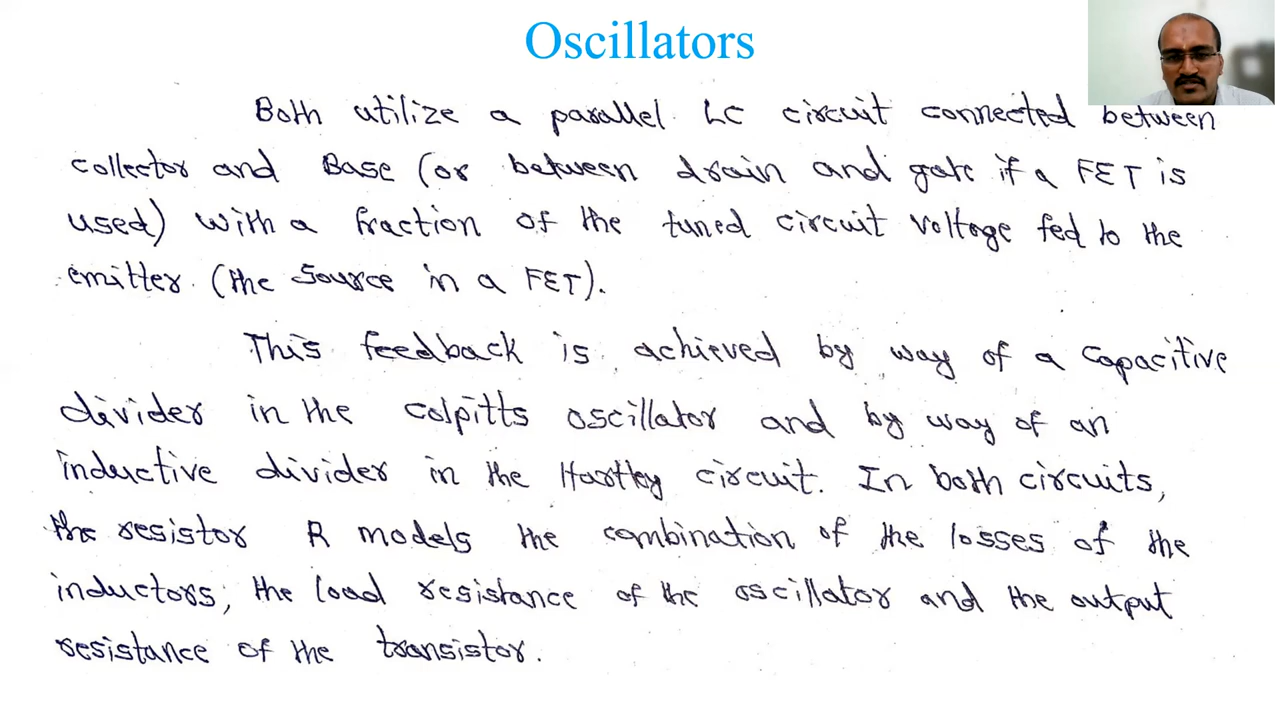 Oscillators
Both utilize a parallel LC circuit connected between
collector and Base (or between drain and gate if a FET is
used) with a fraction of the tuned circuit voltage fed to the
emitter (the Source in a FET).
This feedback is achieved by way of a Capacitive
divider in the colpitts oscillator and by way of an
inductive divider in the Hartley circuit. In both circuits,
the resistor R models the combination of the losses of the
inductors, the load resistance of the oscillator and the output
resistance of the transistor.